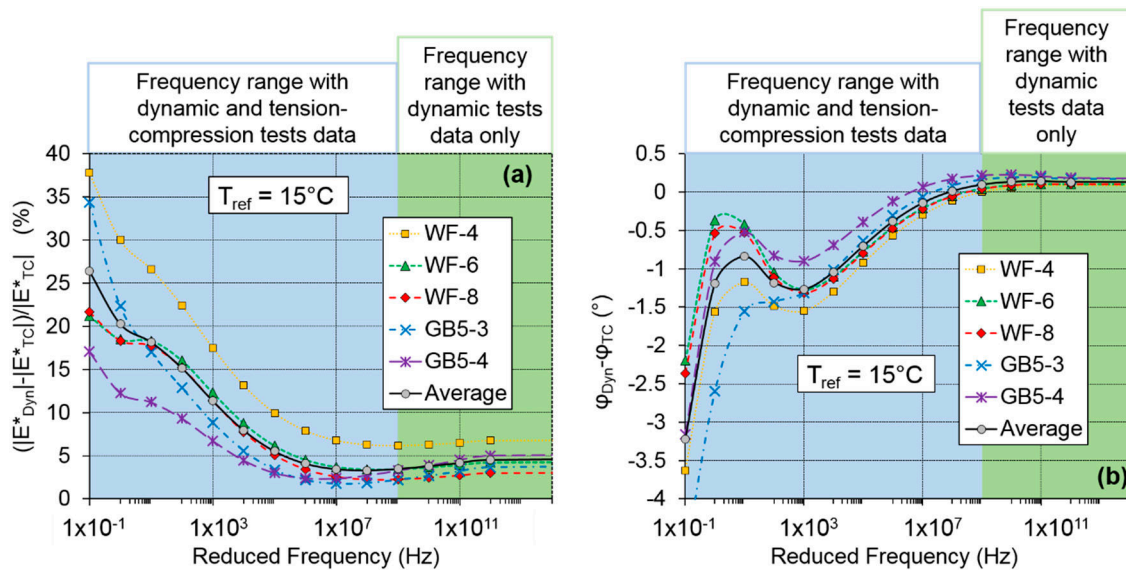 Frequency range with
dynamic and tension-
compression tests data
Frequency
range with
dynamic tests
data only
(|E*Dyn|-|E*TC|)/|E*TC| (%)
40
35
30
25
20
15
10
5
0
(a)
Tref = 15°C
WF-4
WF-6
WF-8
GB5-3
GB5-4
Average
1x10-1
1x103
1x107
1x1011
Reduced Frequency (Hz)
Frequency range with
dynamic and tension-
compression tests data
Frequency
range with
dynamic
tests data
only
φDyn-φTC (°)
0.5
0
-0.5
-1
-1.5
-2
-2.5
-3
-3.5
-4
Tref = 15°C
WF-4
WF-6
WF-8
GB5-3
GB5-4
Average
(b)
1x10-1
1x103
1x107
1x1011
Reduced Frequency (Hz)